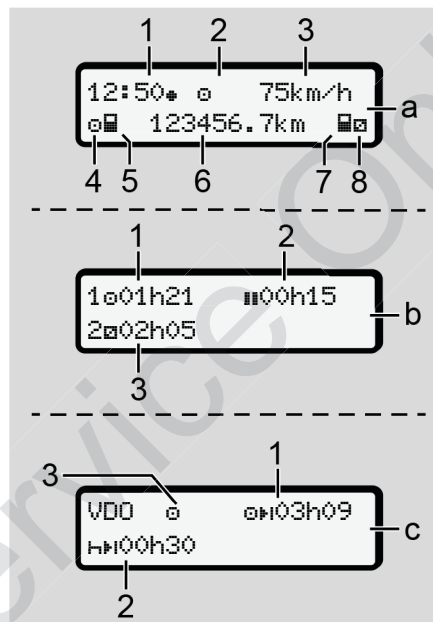 1 2 3
12:50● ⊙ 75km/h
a
⊙ 123456.7km
4 5 6 7 8
1 2
1⊙01h21 00h15
b
2⧄02h05
3
1
3
VDO ⊙ ⊙03h09
c
00h30
2